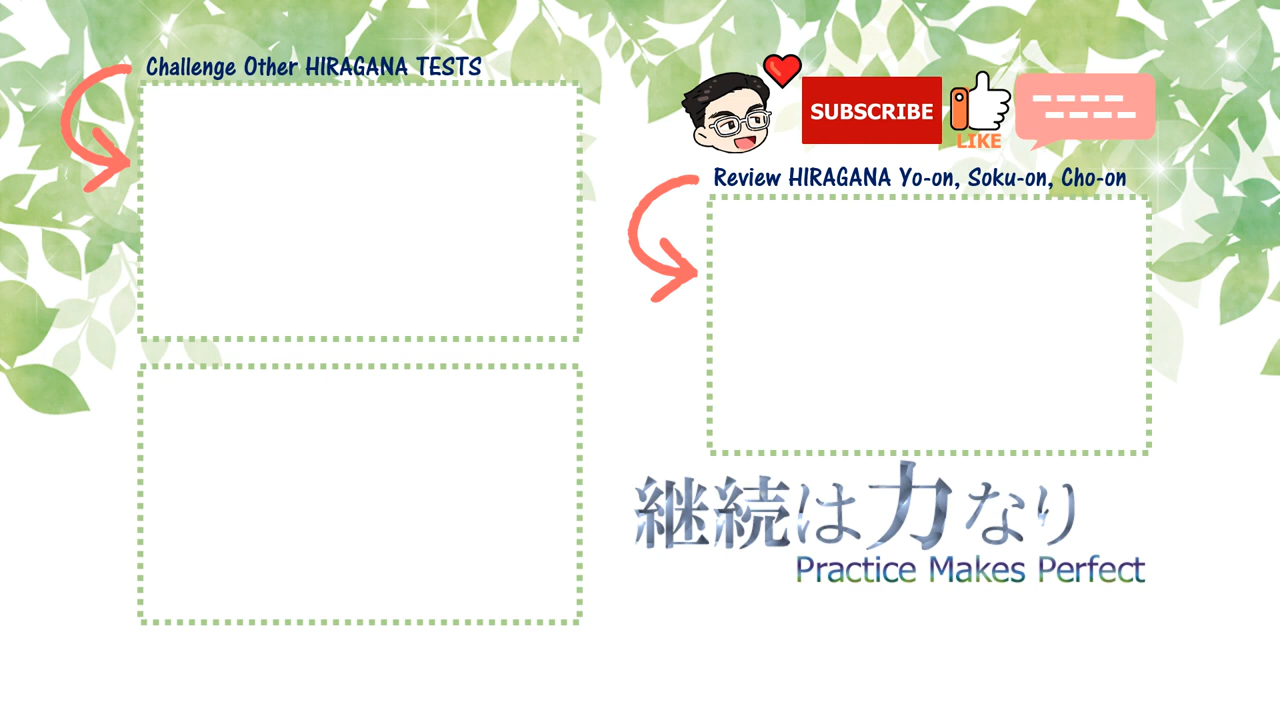 Challenge Other HIRAGANA TESTS
SUBSCRIBE
LIKE
Review HIRAGANA Yo-on, Soku-on, Cho-on
継続は力なり
Practice Makes Perfect